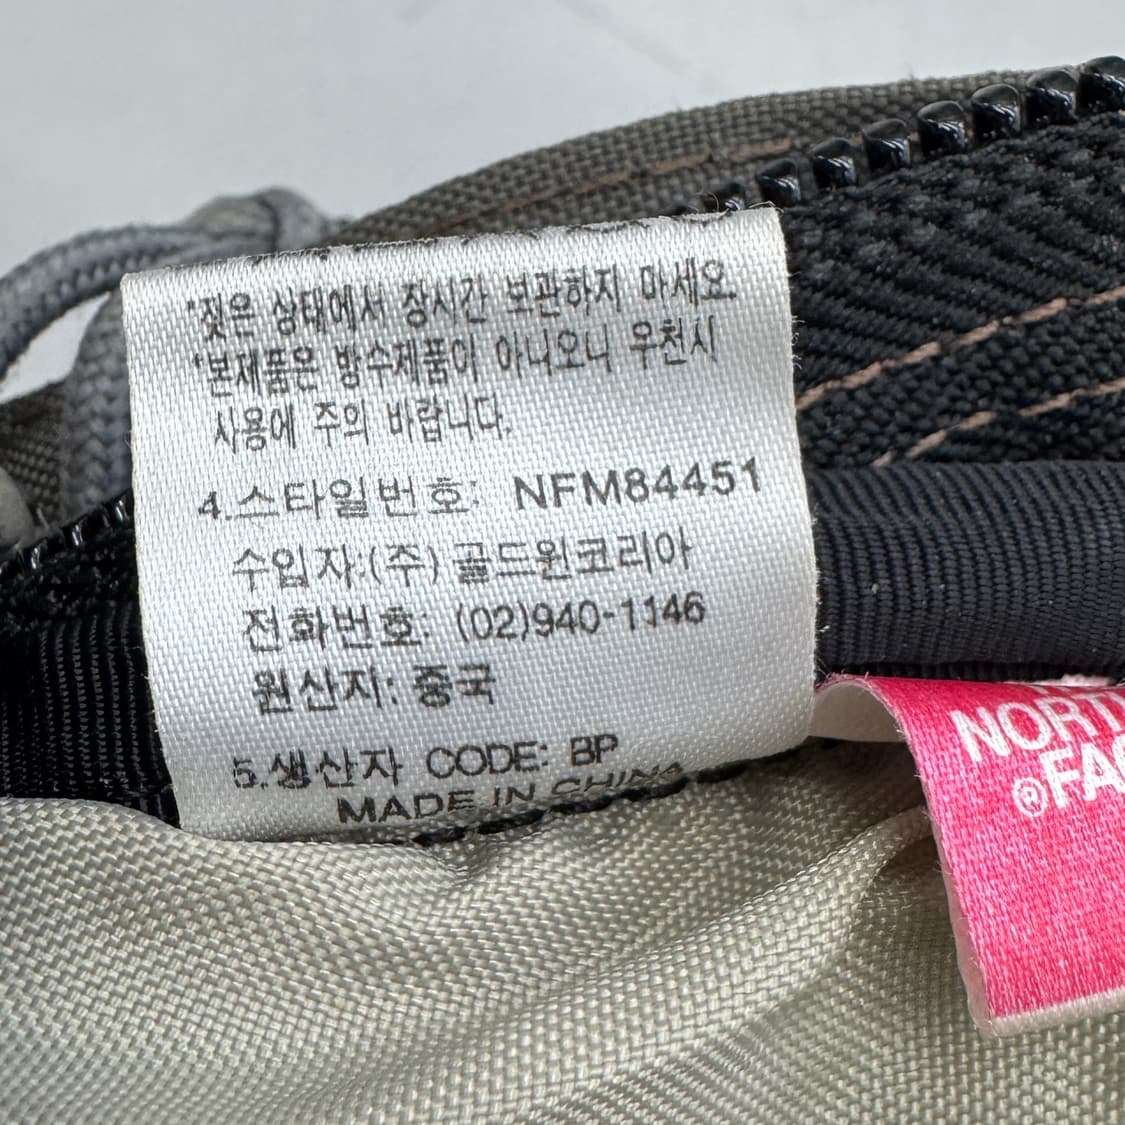 *젖은 상태에서 장시간 보관하지 마세오.
*본제품은 방수제품이 아니오니 우천시
사용에 주의 바랍니다.
4.스타일번호: NFM84451
수입자:(주) 골드윈코리아
전화번호: (02)940-1146
원산지: 중국
5.생산자 CODE: BP
MADE IN CHINA
NORTH
®FAC